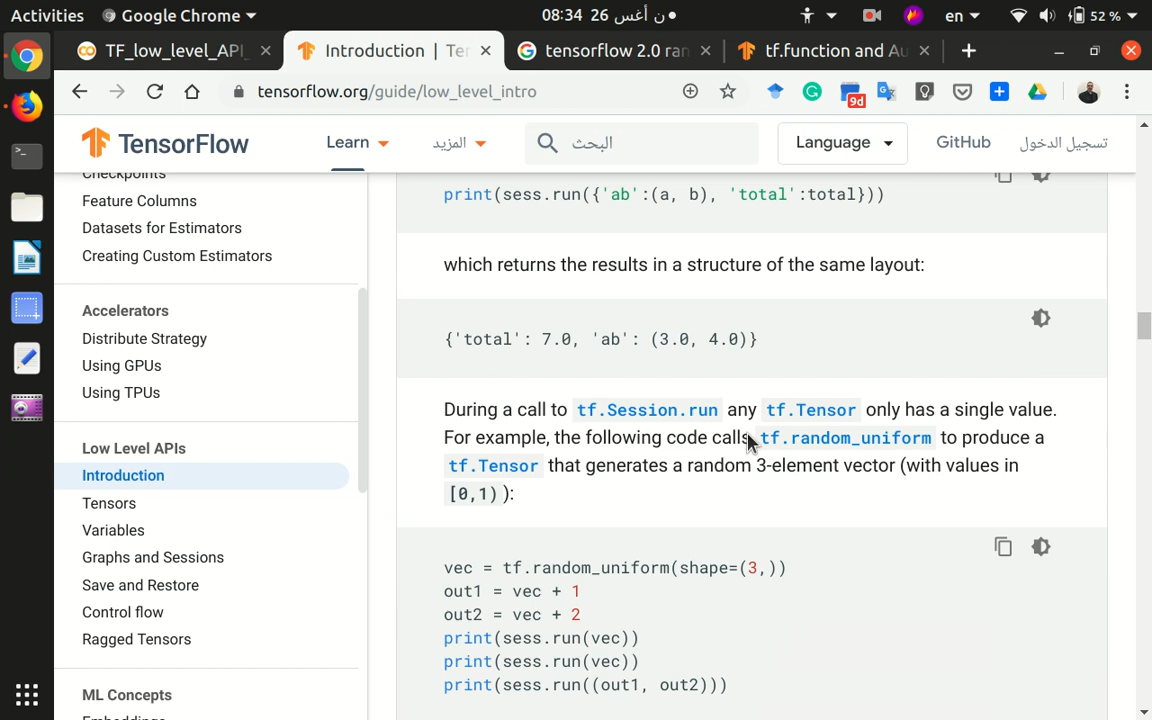 Activities Google Chrome ▾ 08:34 26 ن أغس ● en ▾ 52 % ▾
TF_low_level_API_ × Introduction | Te × tensorflow 2.0 ran × tf.function and Au × +
tensorflow.org/guide/low_level_intro
9d
TensorFlow Learn المزيد البحث Language GitHub تسجيل الدخول
Checkpoints
Feature Columns
Datasets for Estimators
Creating Custom Estimators
Accelerators
Distribute Strategy
Using GPUs
Using TPUs
Low Level APIs
Introduction
Tensors
Variables
Graphs and Sessions
Save and Restore
Control flow
Ragged Tensors
ML Concepts
print(sess.run({'ab':(a, b), 'total':total}))
which returns the results in a structure of the same layout:
{'total': 7.0, 'ab': (3.0, 4.0)}
During a call to tf.Session.run any tf.Tensor only has a single value.
For example, the following code calls tf.random_uniform to produce a
tf.Tensor that generates a random 3-element vector (with values in
[0,1) ):
vec = tf.random_uniform(shape=(3,))
out1 = vec + 1
out2 = vec + 2
print(sess.run(vec))
print(sess.run(vec))
print(sess.run((out1, out2)))